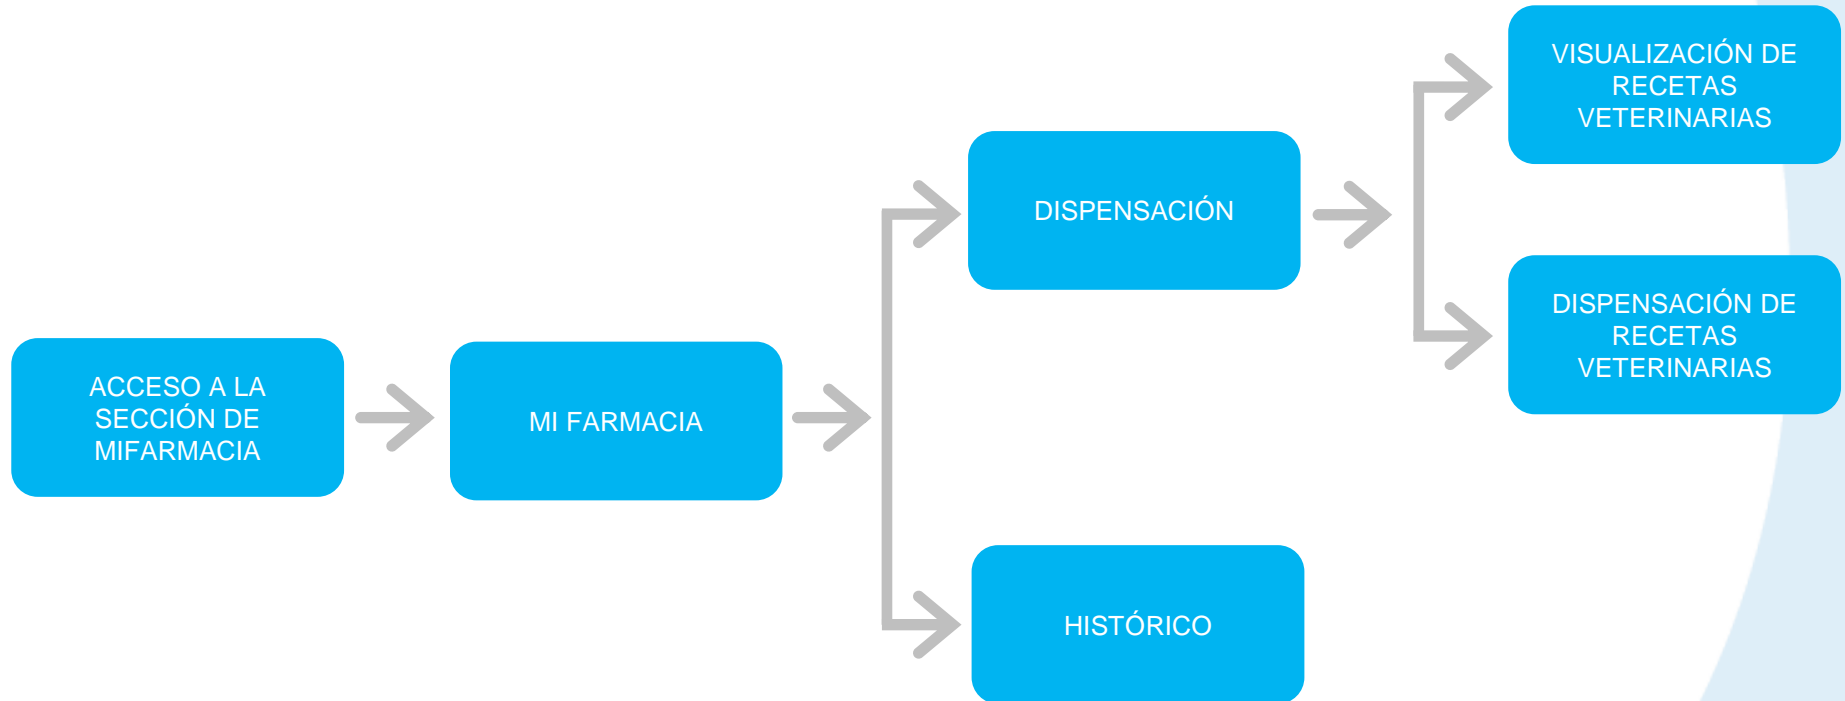 ACCESO A LA
SECCIÓN DE
MIFARMACIA
MI FARMACIA
DISPENSACIÓN
HISTÓRICO
VISUALIZACIÓN DE
RECETAS
VETERINARIAS
DISPENSACIÓN DE
RECETAS
VETERINARIAS